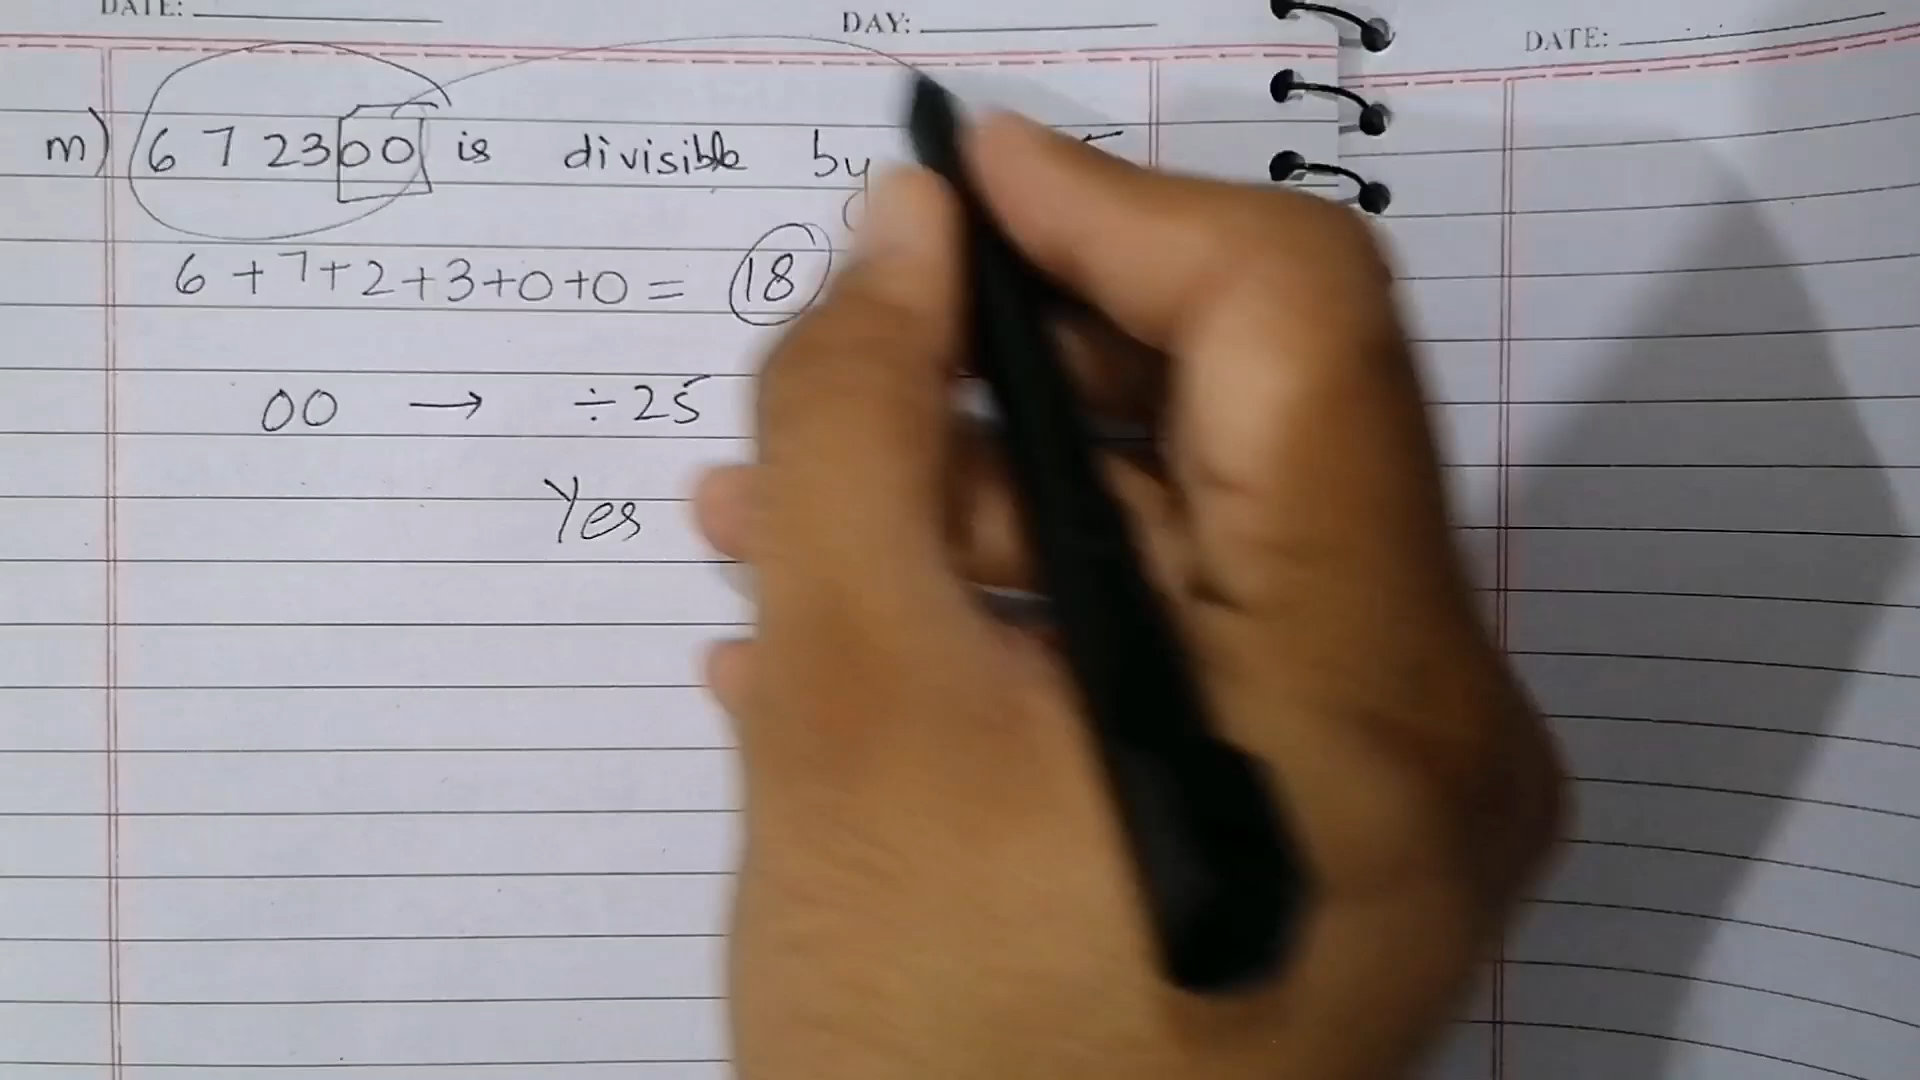 DATE:
DAY:
DATE:
m) 672300 is divisible by
6+7+2+3+0+0= 18
00 → ÷25
Yes